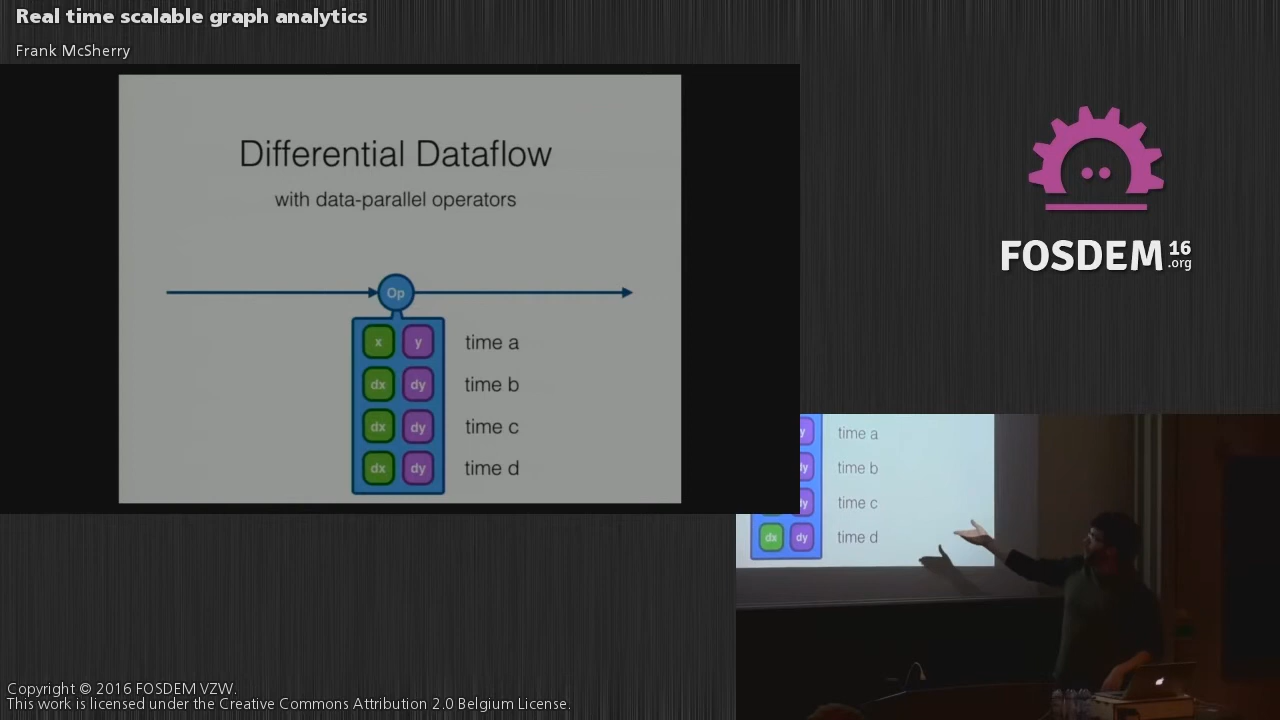 Real time scalable graph analytics
Frank McSherry
Differential Dataflow
with data-parallel operators
Op
x y time a
dx dy time b
dx dy time c
dx dy time d
FOSDEM 16
.org
y time a
dy time b
dy time c
dx dy time d
Copyright © 2016 FOSDEM VZW.
This work is licensed under the Creative Commons Attribution 2.0 Belgium License.